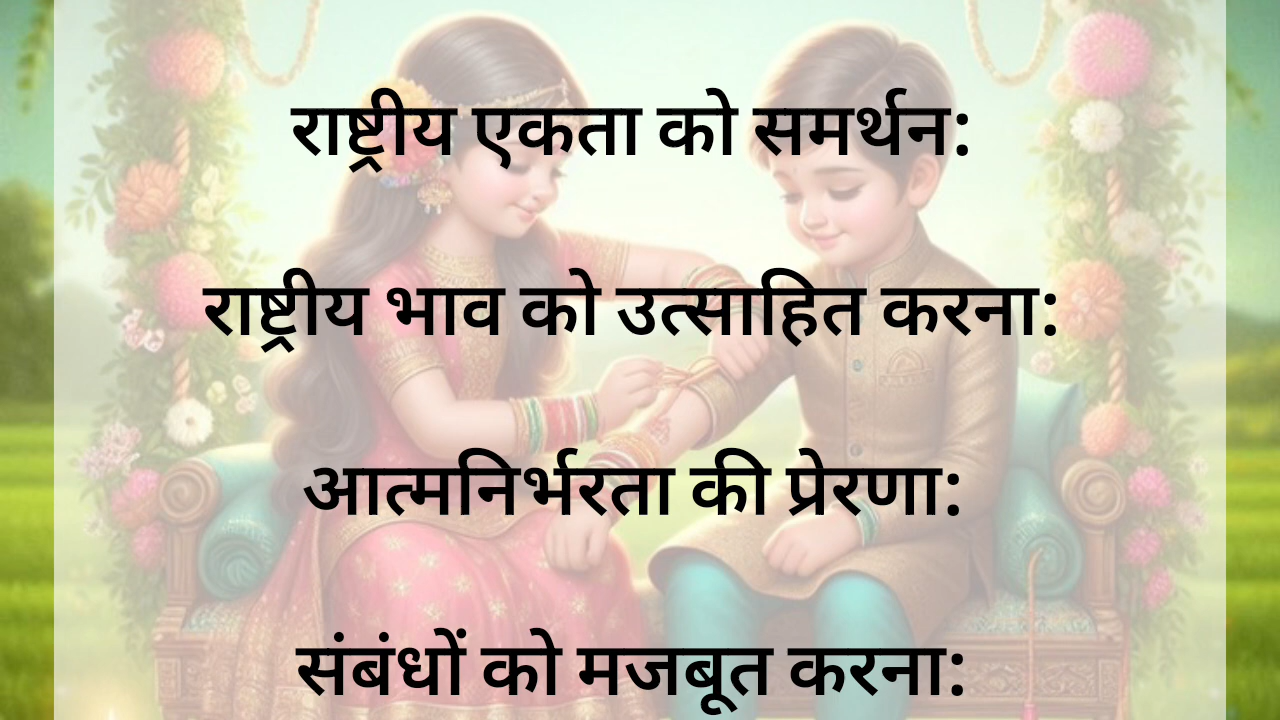 राष्ट्रीय एकता को समर्थन:
राष्ट्रीय भाव को उत्साहित करना:
आत्मनिर्भरता की प्रेरणा:
संबंधों को मजबूत करना: